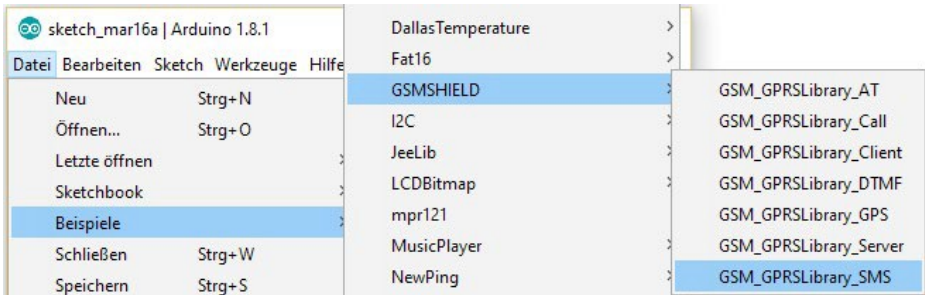 sketch_mar16a | Arduino 1.8.1
Datei Bearbeiten Sketch Werkzeuge Hilfe
Neu Strg+N
Öffnen... Strg+O
Letzte öffnen
Sketchbook
Beispiele
Schließen Strg+W
Speichern Strg+S
DallasTemperature
Fat16
GSMSHIELD
I2C
JeeLib
LCDBitmap
mpr121
MusicPlayer
NewPing
GSM_GPRSLibrary_AT
GSM_GPRSLibrary_Call
GSM_GPRSLibrary_Client
GSM_GPRSLibrary_DTMF
GSM_GPRSLibrary_GPS
GSM_GPRSLibrary_Server
GSM_GPRSLibrary_SMS